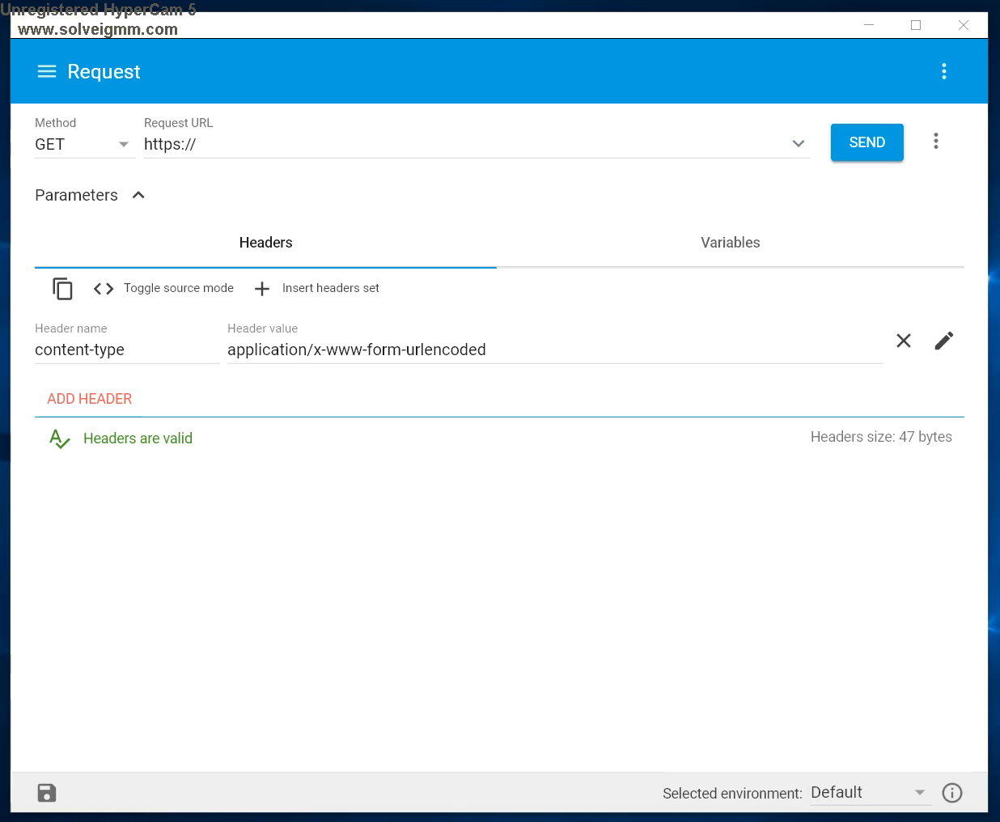 Unregistered HyperCam 5
www.solveigmm.com
Request
Method
Request URL
GET
https://
SEND
Parameters
Headers
Variables
Toggle source mode
Insert headers set
Header name
Header value
content-type
application/x-www-form-urlencoded
ADD HEADER
Headers are valid
Headers size: 47 bytes
Selected environment: Default